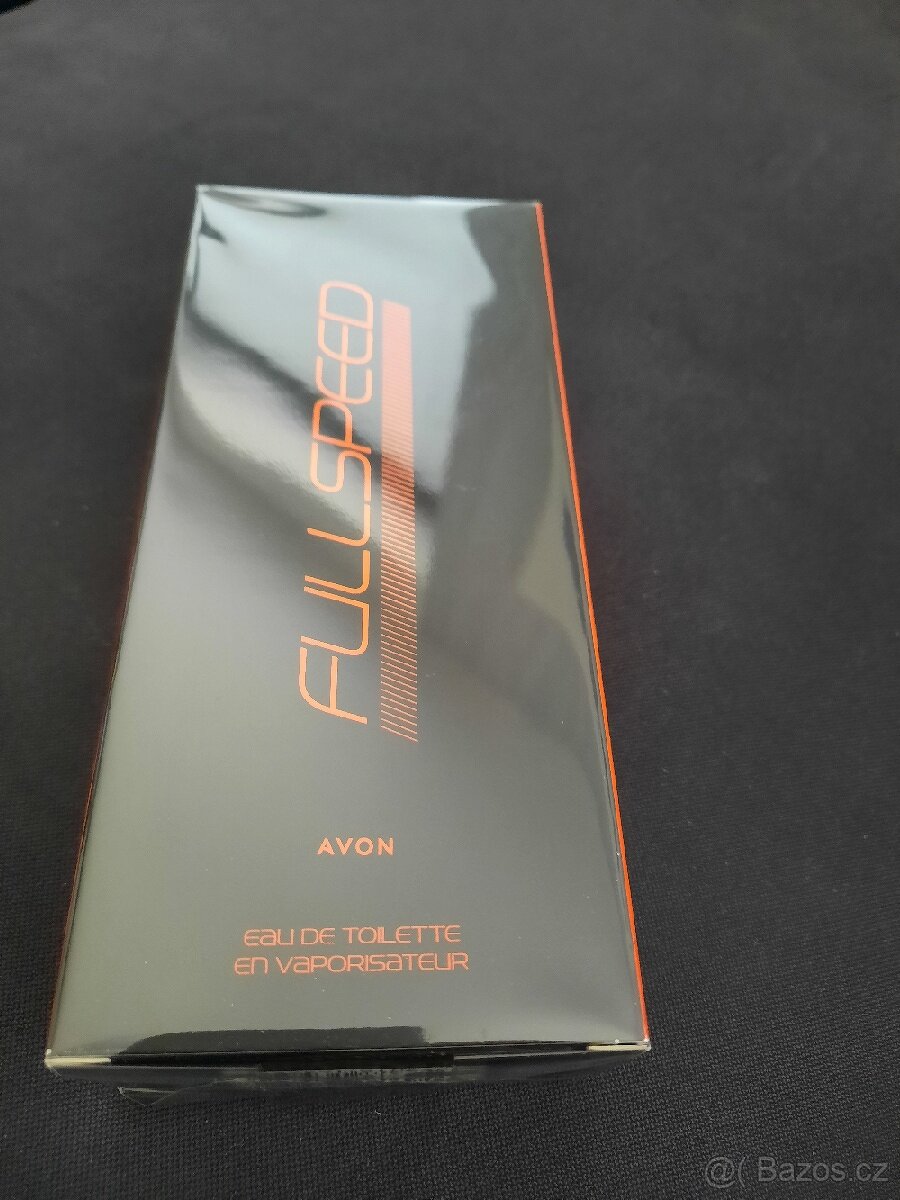 FULLSPEED
AVON
EAU DE TOILETTE
EN VAPORISATEUR
@( Bazos.cz